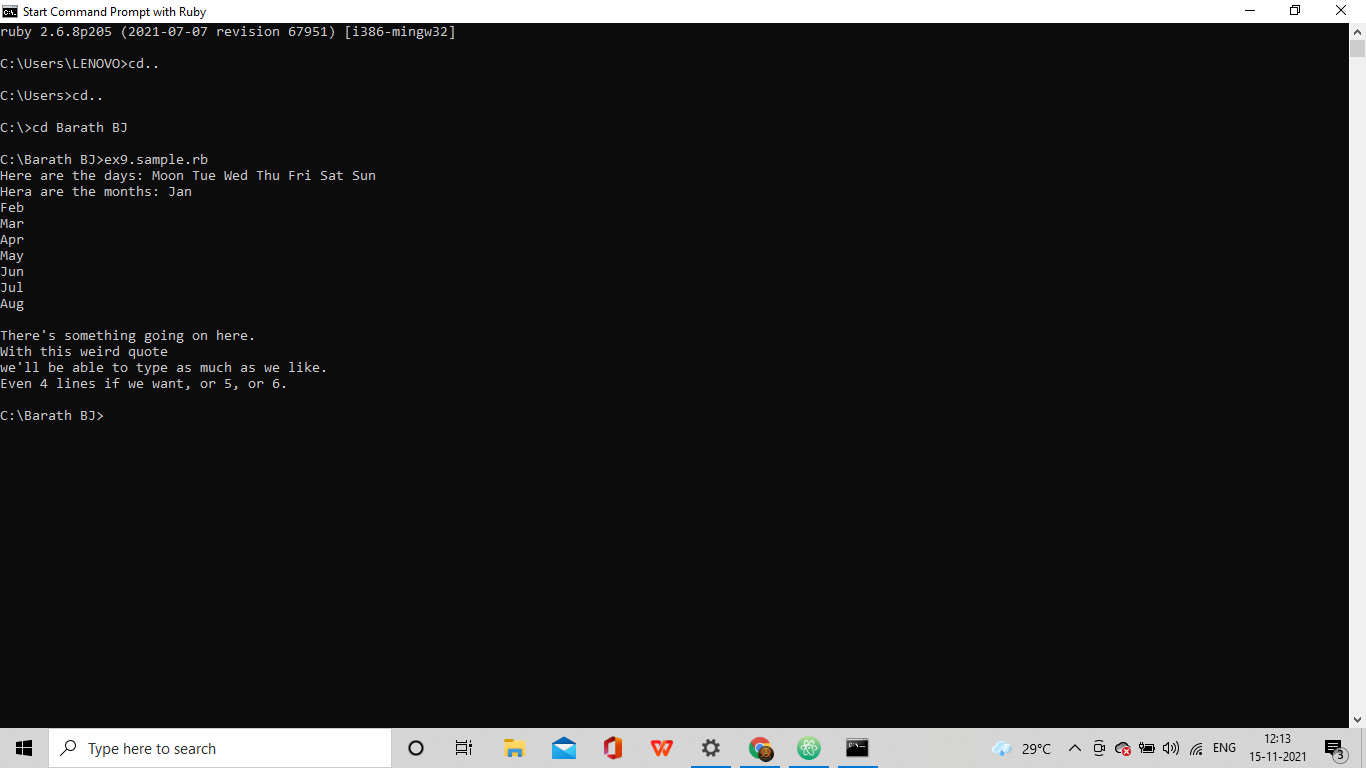 Start Command Prompt with Ruby
ruby 2.6.8p205 (2021-07-07 revision 67951) [i386-mingw32]
C:\Users\LENOVO>cd..
C:\Users>cd..
C:\>cd Barath BJ
C:\Barath BJ>ex9.sample.rb
Here are the days: Moon Tue Wed Thu Fri Sat Sun
Hera are the months: Jan
Feb
Mar
Apr
May
Jun
Jul
Aug
There's something going on here.
With this weird quote
we'll be able to type as much as we like.
Even 4 lines if we want, or 5, or 6.
C:\Barath BJ>
Type here to search
29°C
ENG
12:13
15-11-2021
3